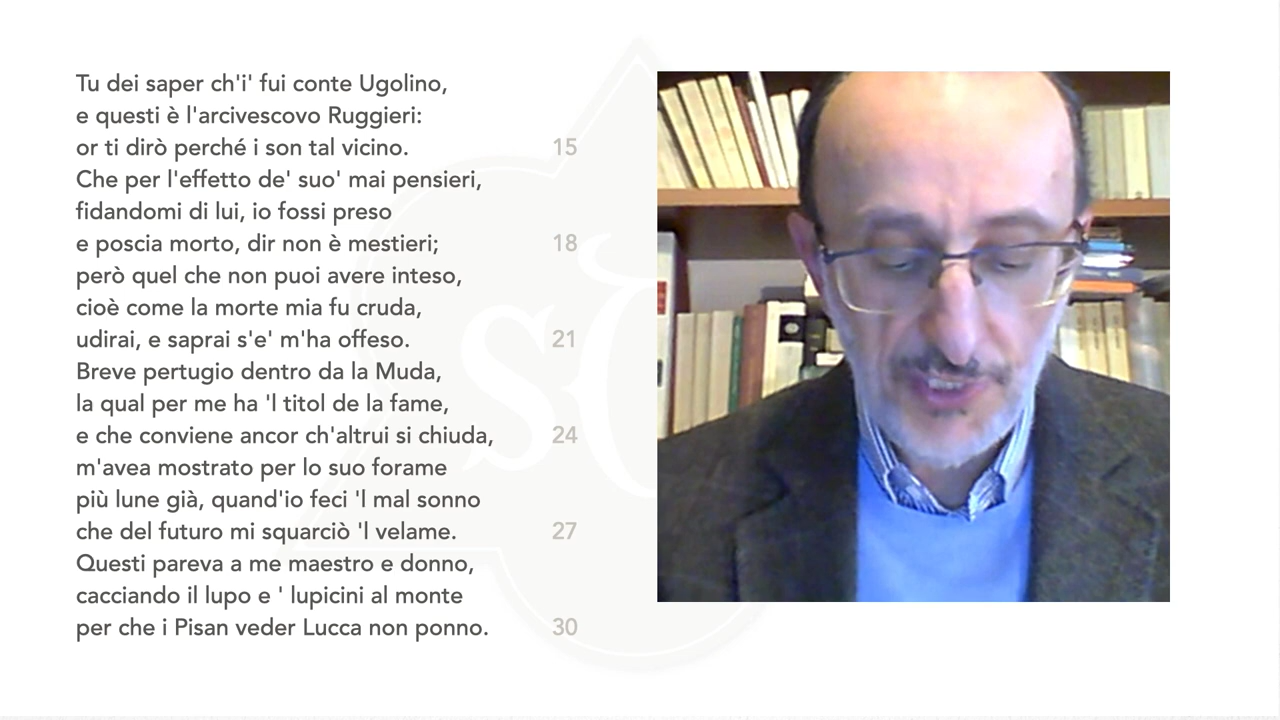 Tu dei saper ch'i' fui conte Ugolino,
e questi è l'arcivescovo Ruggieri:
or ti dirò perché i son tal vicino. 15
Che per l'effetto de' suo' mai pensieri,
fidandomi di lui, io fossi preso
e poscia morto, dir non è mestieri; 18
però quel che non puoi avere inteso,
cioè come la morte mia fu cruda,
udirai, e saprai s'e' m'ha offeso. 21
Breve pertugio dentro da la Muda,
la qual per me ha 'l titol de la fame,
e che conviene ancor ch'altrui si chiuda, 24
m'avea mostrato per lo suo forame
più lune già, quand'io feci 'l mal sonno
che del futuro mi squarciò 'l velame. 27
Questi pareva a me maestro e donno,
cacciando il lupo e ' lupicini al monte
per che i Pisan veder Lucca non ponno. 30